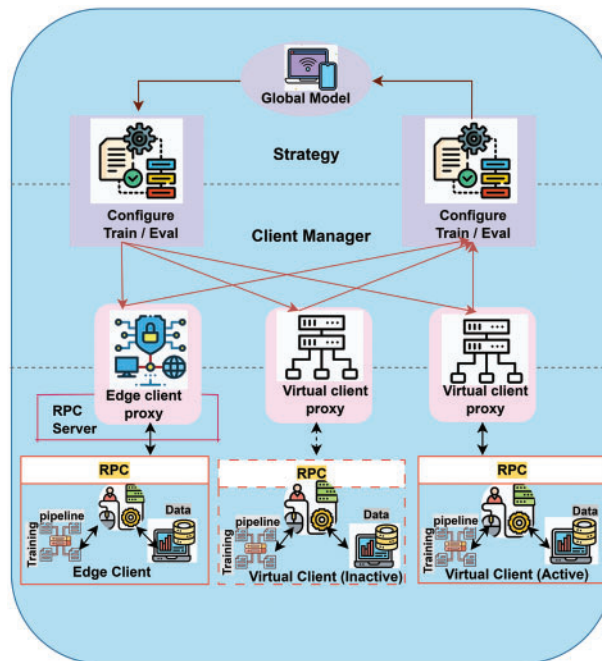 Global Model
Strategy
Configure
Train / Eval
Configure
Train / Eval
Client Manager
Edge client
proxy
Virtual client
proxy
Virtual client
proxy
RPC
Server
RPC
RPC
RPC
pipeline
Data
Training
Edge Client
pipeline
Data
Training
Virtual Client (Inactive)
pipeline
Data
Training
Virtual Client (Active)